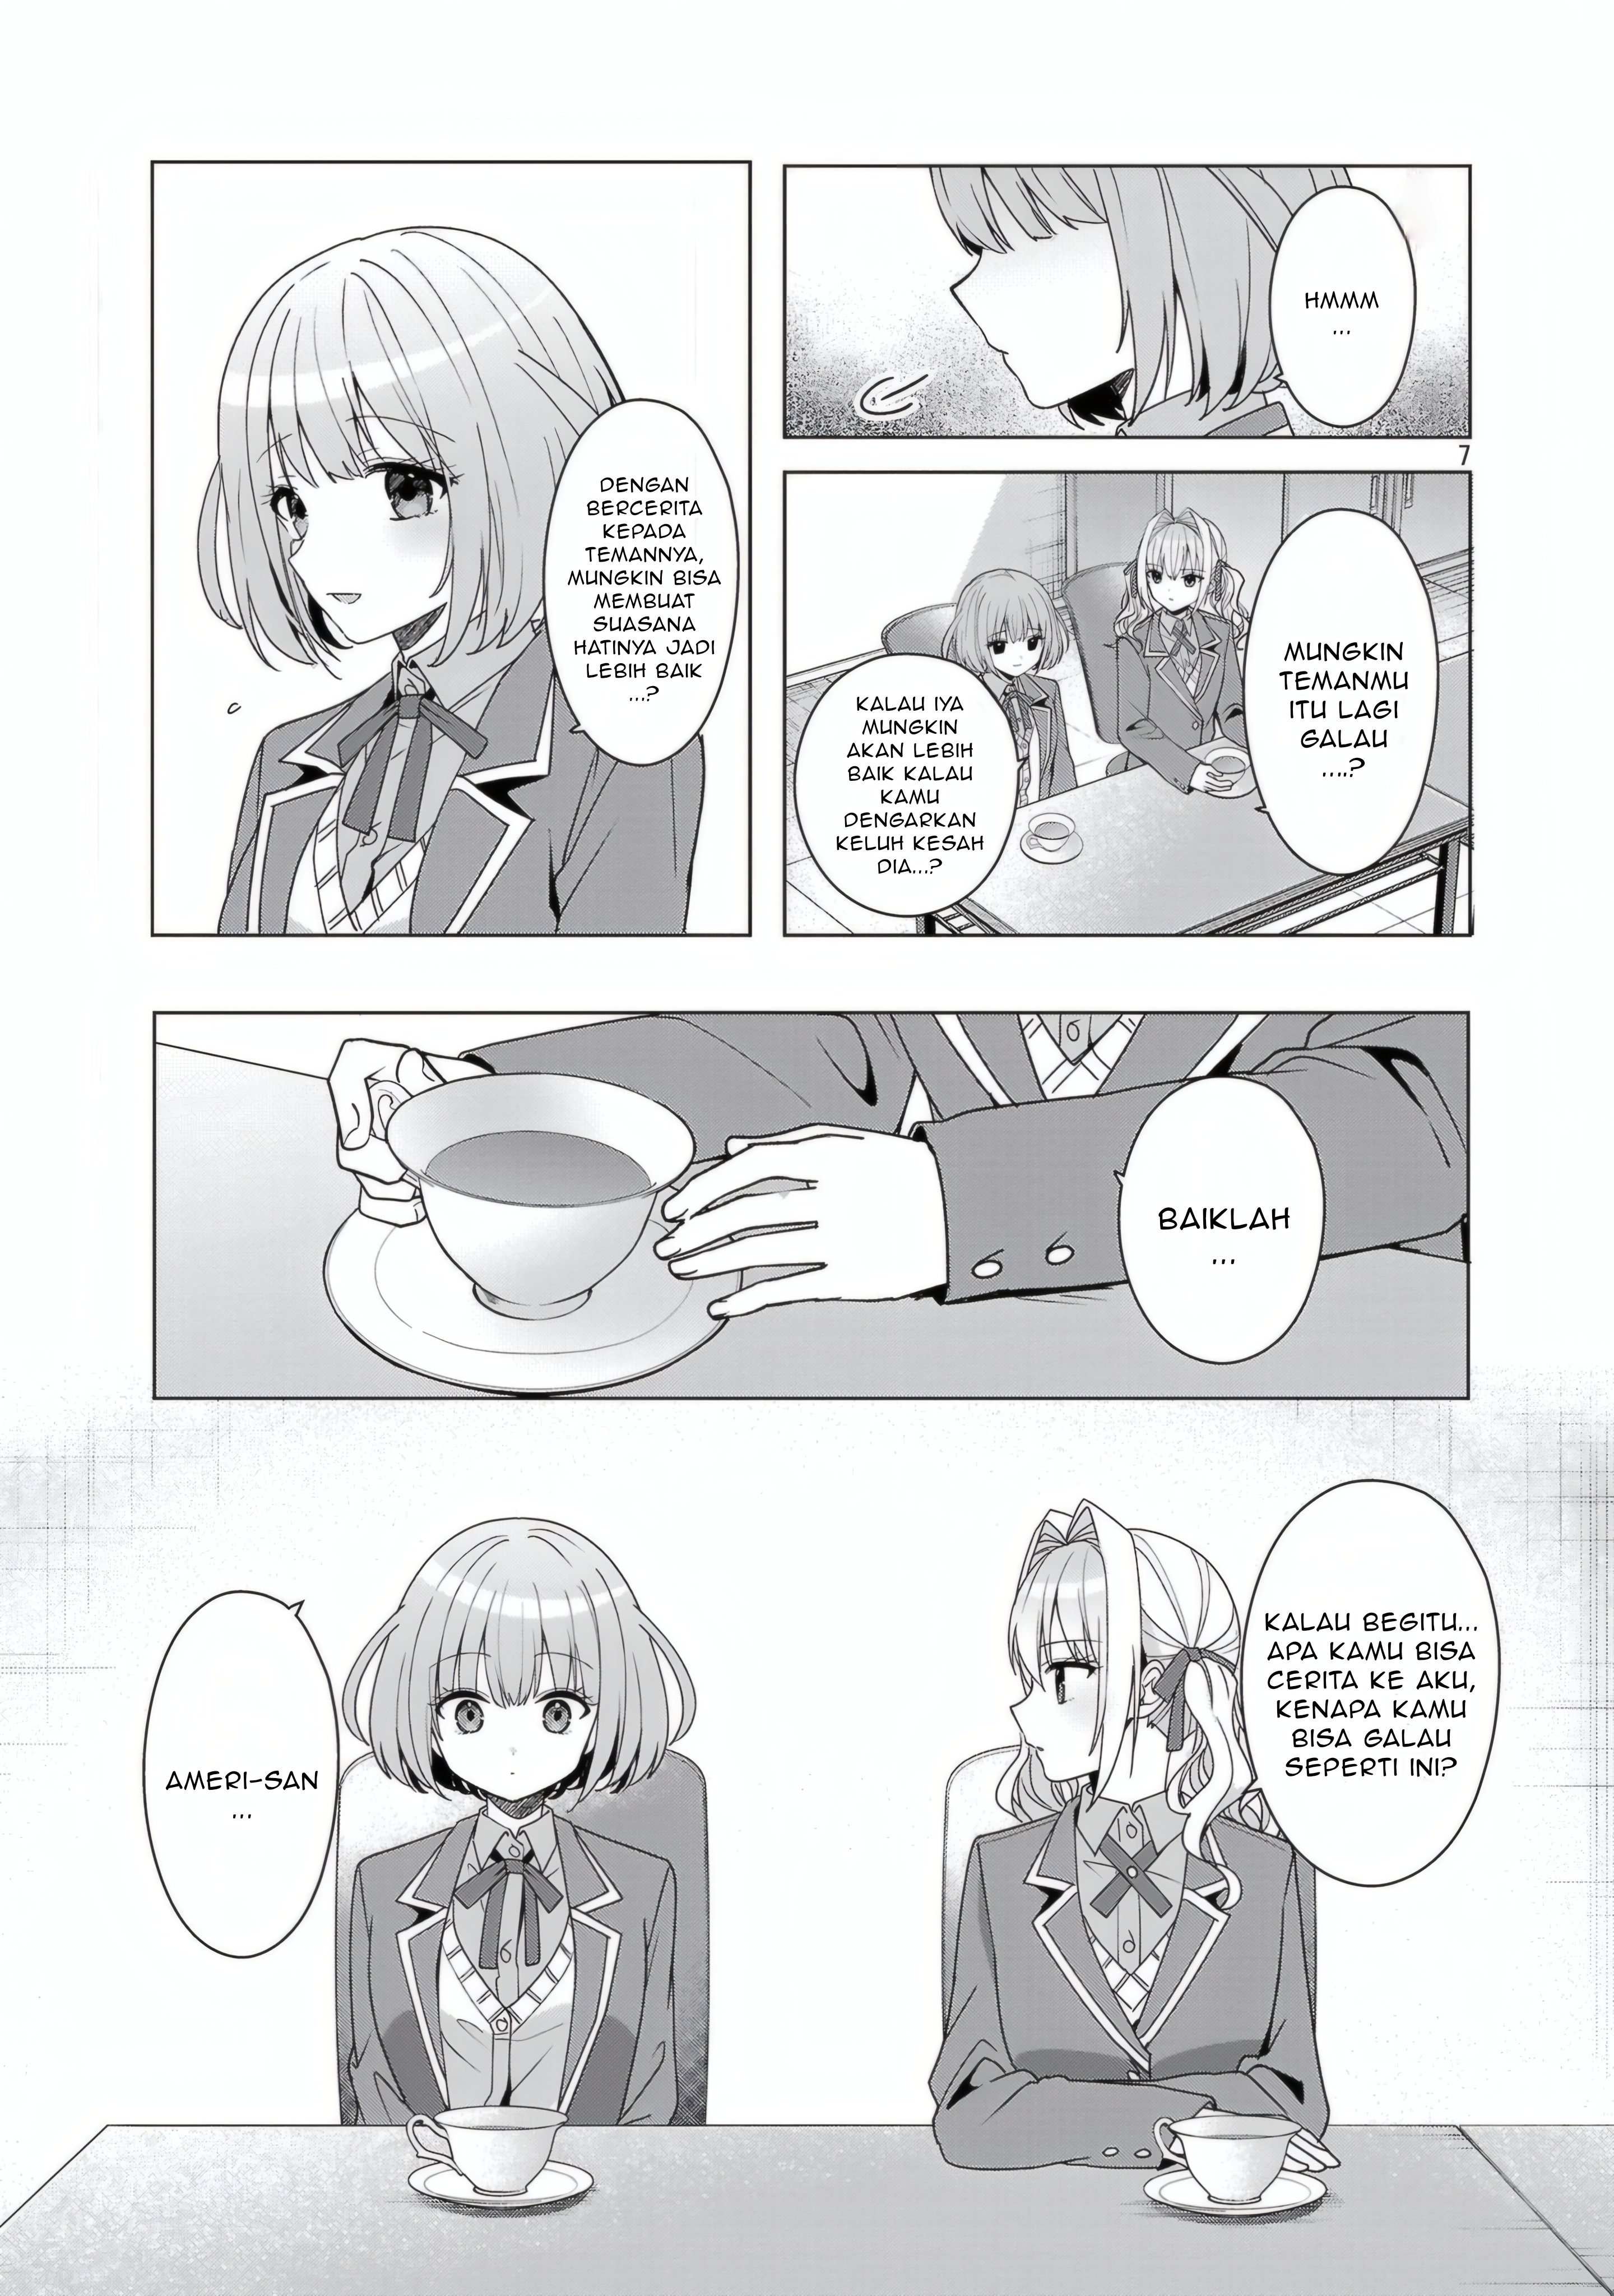 HMMM
...
7
MUNGKIN
TEMANMU
ITU LAGI
GALAU
....?
KALAU IYA
MUNGKIN
AKAN LEBIH
BAIK KALAU
KAMU
DENGARKAN
KELUH KESAH
DIA...?
DENGAN
BERCERITA
KEPADA
TEMANNYA,
MUNGKIN BISA
MEMBUAT
SUASANA
HATINYA JADI
LEBIH BAIK
...?
BAIKLAH
...
KALAU BEGITU...
APA KAMU BISA
CERITA KE AKU,
KENAPA KAMU
BISA GALAU
SEPERTI INI?
AMERI-SAN
...